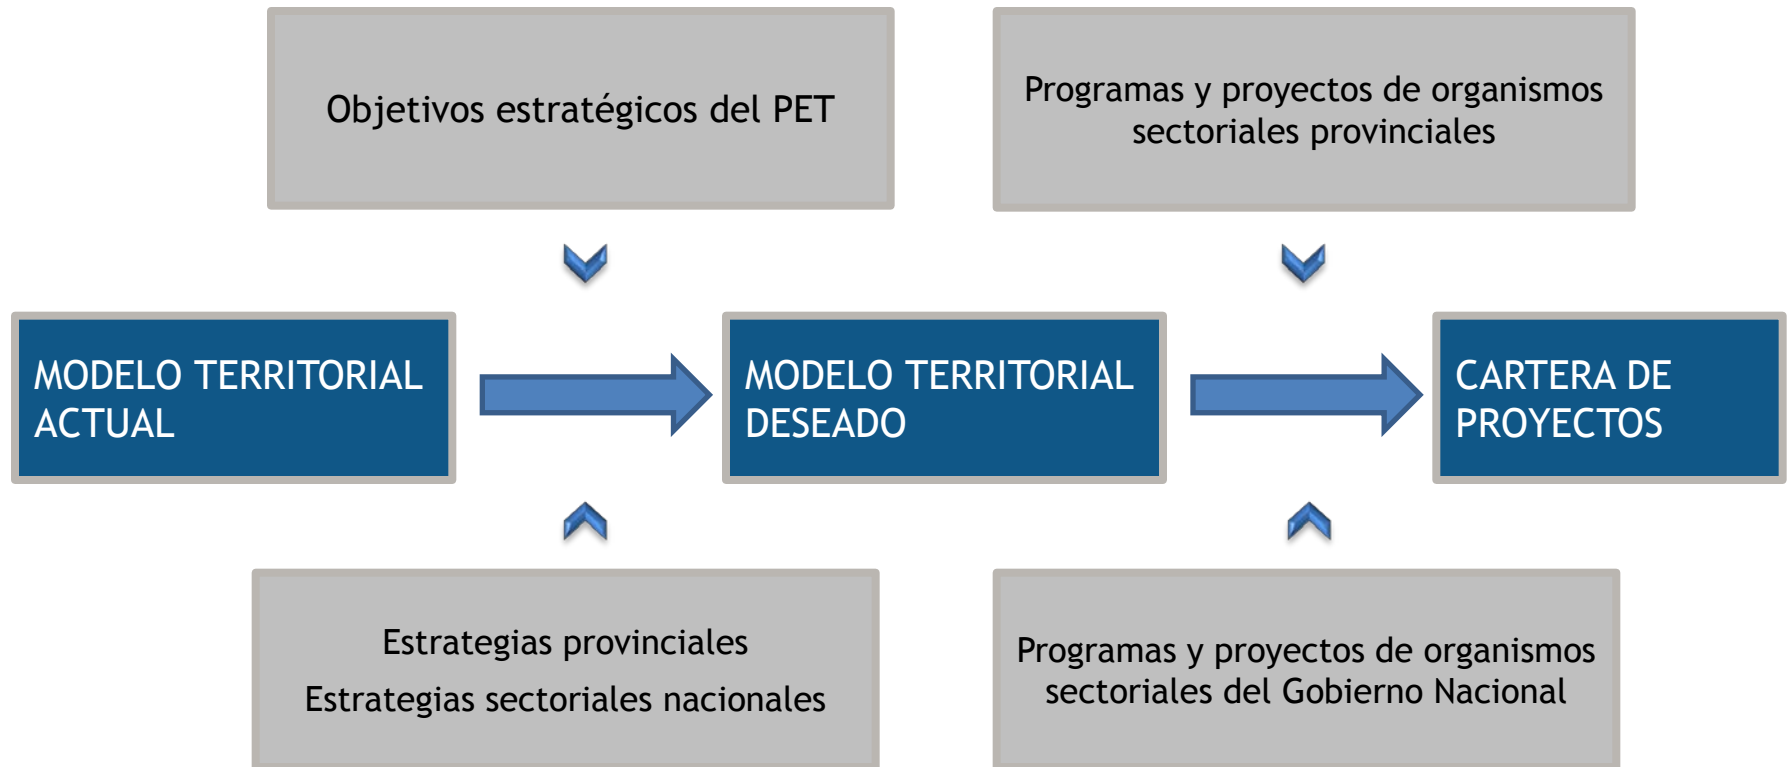 Objetivos estratégicos del PET
Programas y proyectos de organismos
sectoriales provinciales
MODELO TERRITORIAL
ACTUAL
MODELO TERRITORIAL
DESEADO
CARTERA DE
PROYECTOS
Estrategias provinciales
Estrategias sectoriales nacionales
Programas y proyectos de organismos
sectoriales del Gobierno Nacional